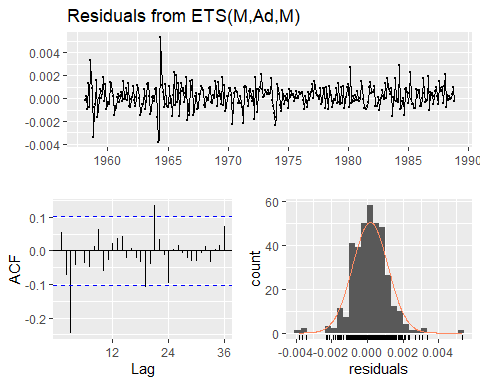 Residuals from ETS(M,Ad,M)
0.004
0.002
0.000
-0.002
-0.004
1960 1965 1970 1975 1980 1985 1990
0.1
0.0
-0.1
-0.2
ACF
12 24 36
Lag
60
40
20
0
count
-0.004 -0.002 0.000 0.002 0.004
residuals